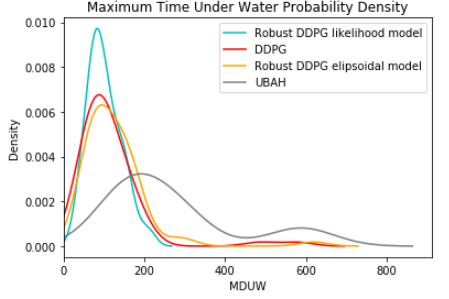 Maximum Time Under Water Probability Density
0.010
0.008
0.006
0.004
0.002
0.000
Density
Robust DDPG likelihood model
DDPG
Robust DDPG elipsoidal model
UBAH
0
200
400
600
800
MDUW